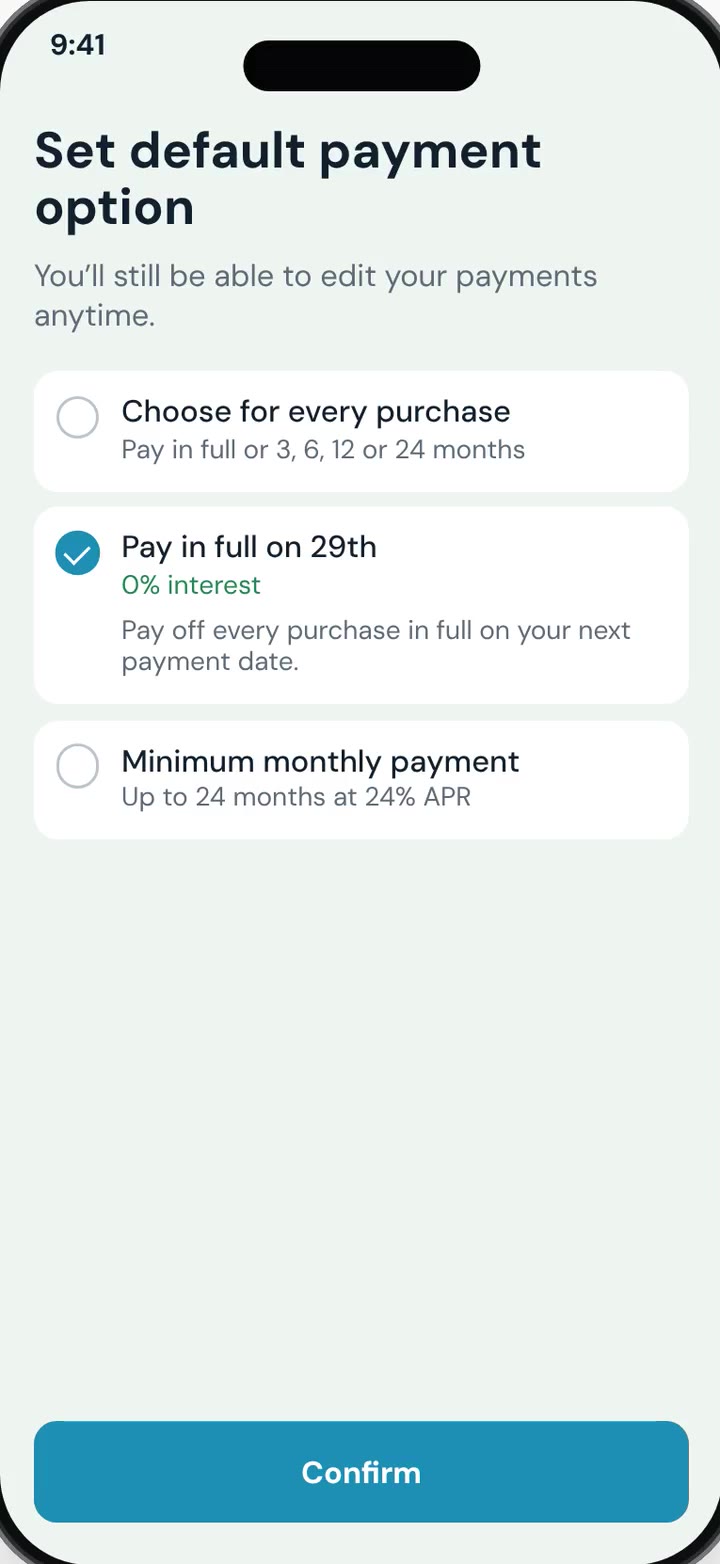 9:41
Set default payment
option
You’ll still be able to edit your payments
anytime.
Choose for every purchase
Pay in full or 3, 6, 12 or 24 months
Pay in full on 29th
0% interest
Pay off every purchase in full on your next
payment date.
Minimum monthly payment
Up to 24 months at 24% APR
Confirm